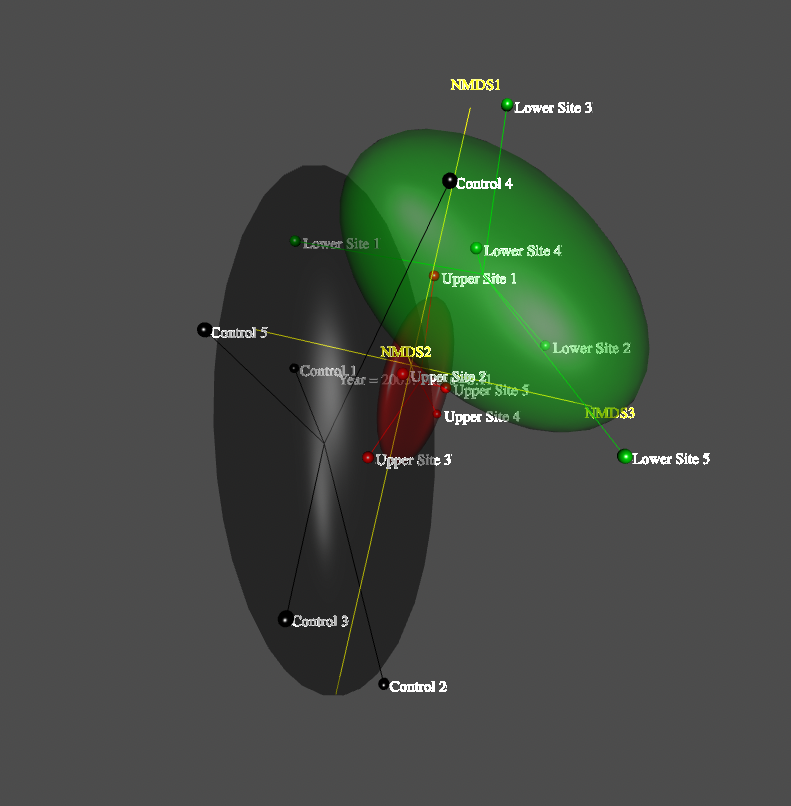 NMDS1
Lower Site 3
Control 4
Lower Site 1
Lower Site 4
Upper Site 1
Control 5
Lower Site 2
NMDS2
Control 1
Upper Site 2
Year =
Upper Site 5
NMDS3
Upper Site 4
Upper Site 3
Lower Site 5
Control 3
Control 2